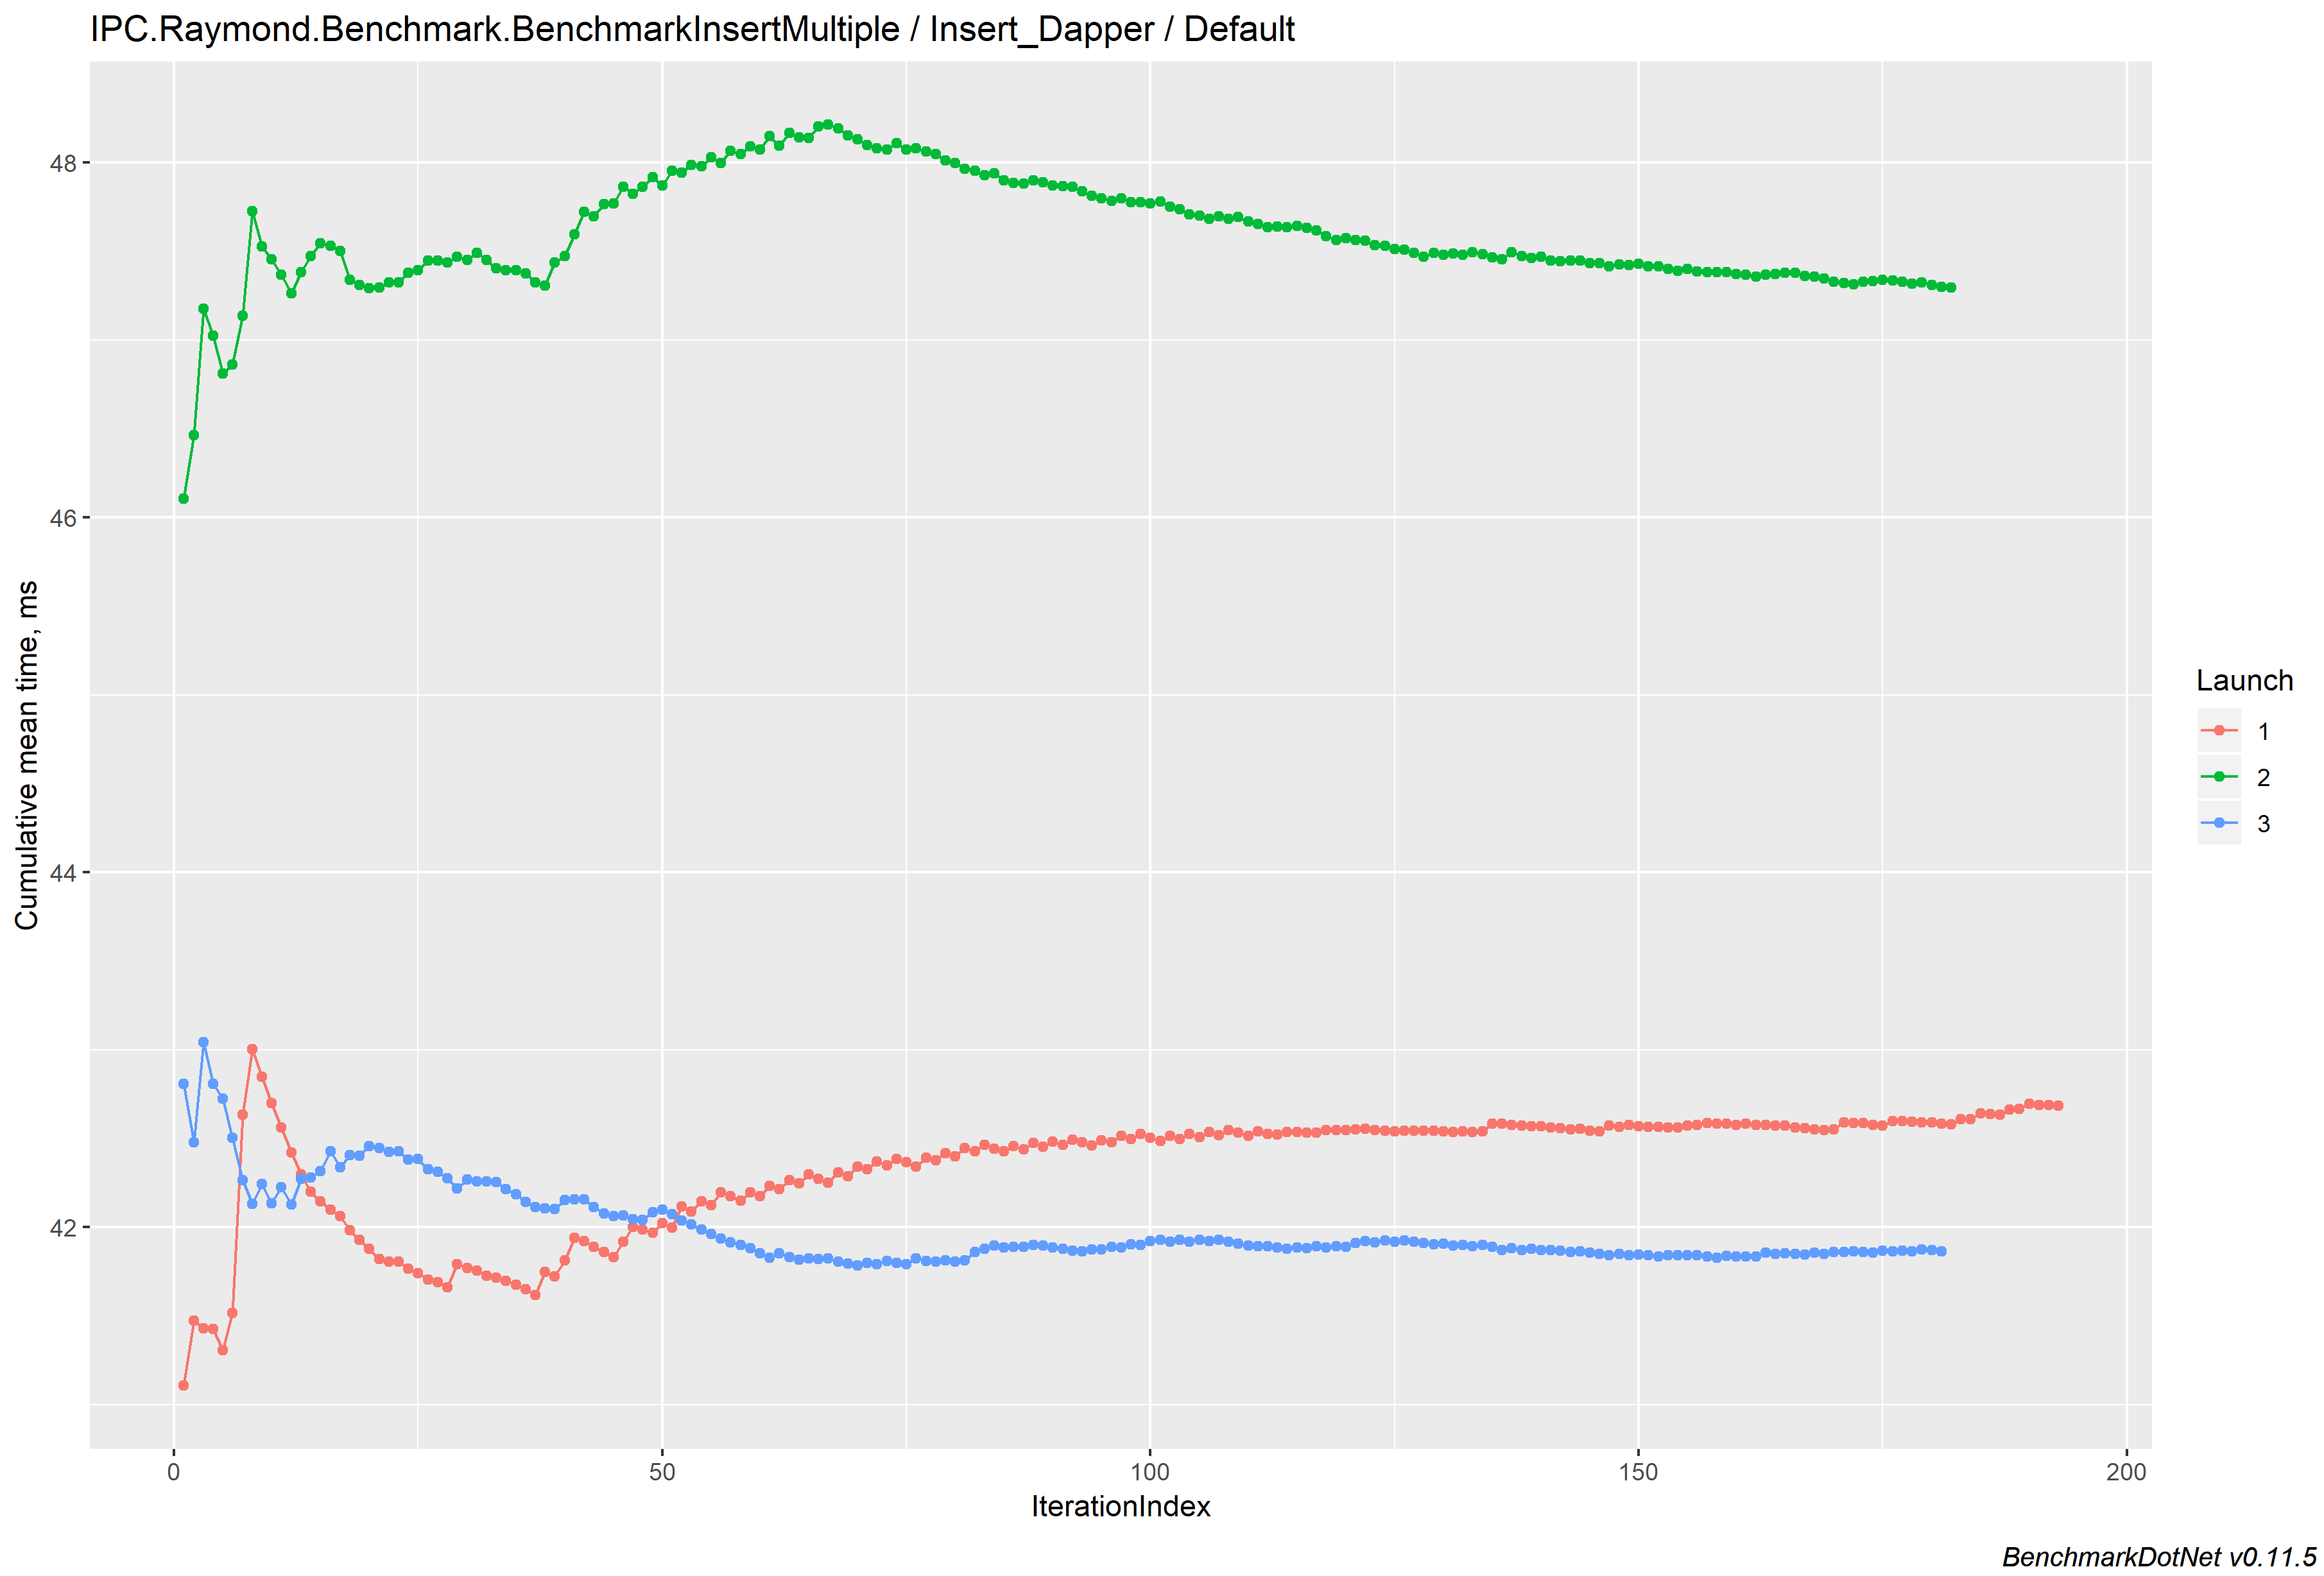 IPC.Raymond.Benchmark.BenchmarkInsertMultiple / Insert_Dapper / Default
Cumulative mean time, ms
48
46
44
42
0 50 100 150 200
IterationIndex
Launch
1
2
3
BenchmarkDotNet v0.11.5